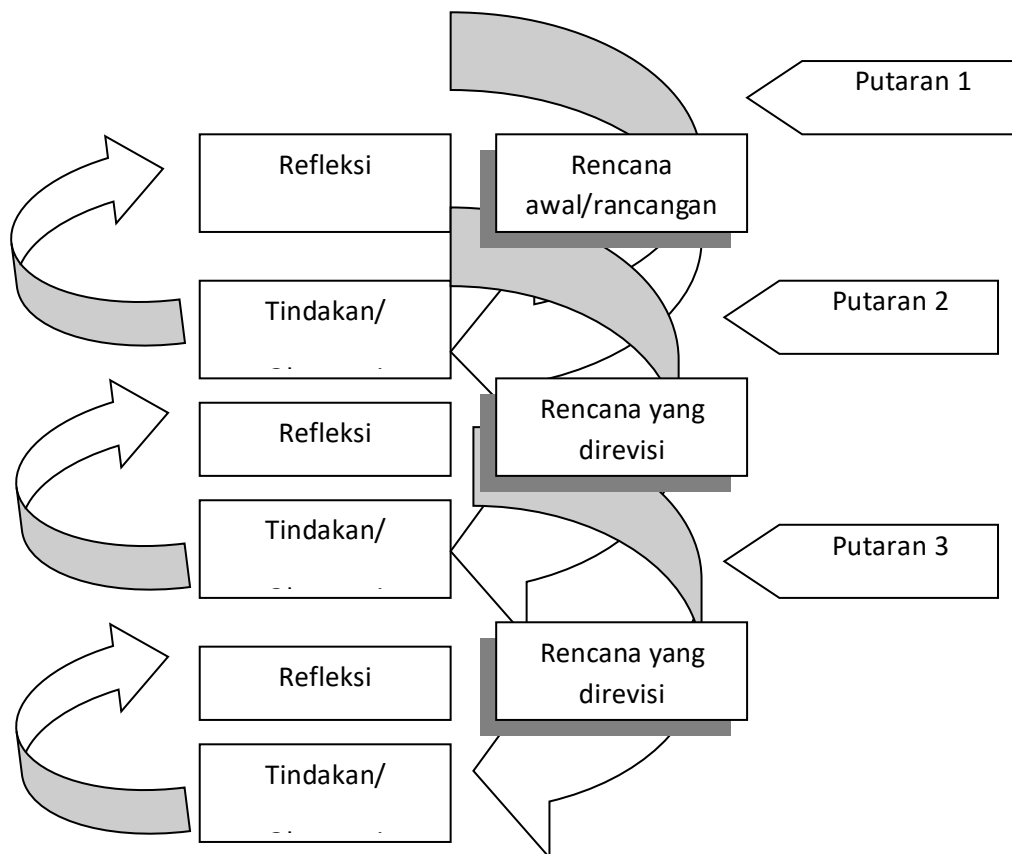 Putaran 1
Refleksi
Rencana
awal/rancangan
Tindakan/
Putaran 2
Refleksi
Rencana yang
direvisi
Tindakan/
Putaran 3
Refleksi
Rencana yang
direvisi
Tindakan/